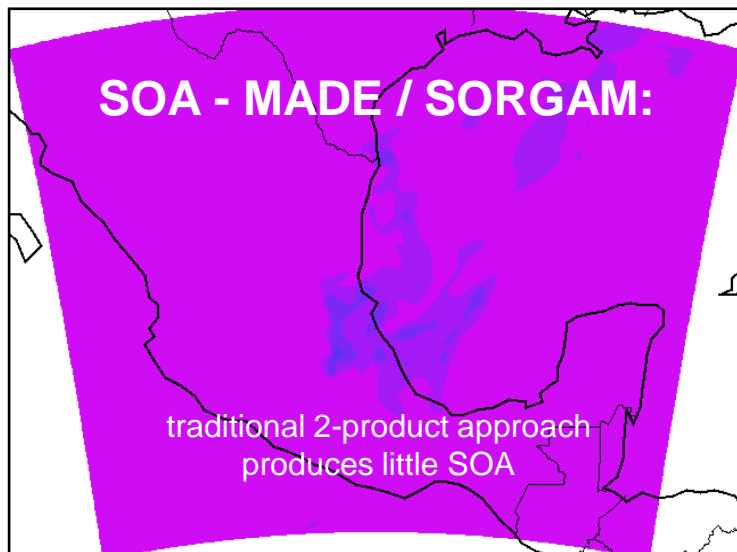 SOA - MADE / SORGAM:
traditional 2-product approach
produces little SOA